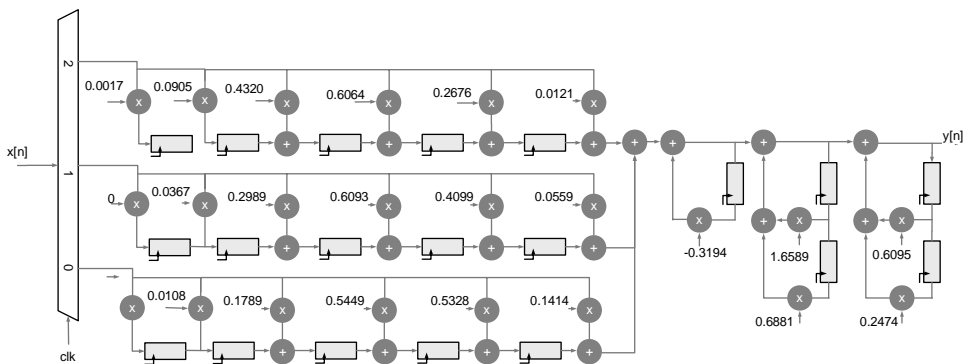 2
0.0017
0.0905
0.4320
0.6064
0.2676
0.0121
x
x
x
x
x
x
+
+
+
+
+
+
+
+
x[n]
y[n]
1
0
0.0367
0.2989
0.6093
0.4099
0.0559
x
x
x
x
x
x
+
+
+
+
x
-0.3194
+
x
1.6589
+
x
0.6095
0
0.0108
0.1789
0.5449
0.5328
0.1414
x
x
x
x
x
x
+
+
+
+
x
0.6881
x
0.2474
clk